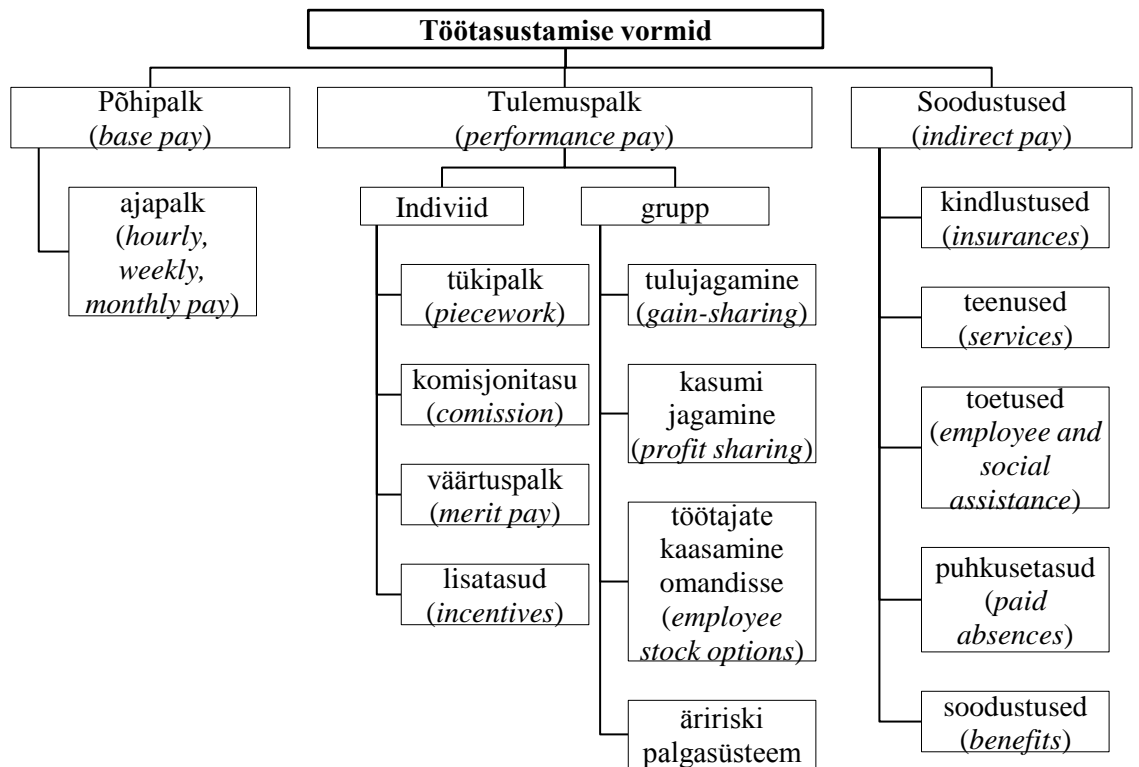 Töötasustamise vormid
Põhipalk
(base pay)
ajapalk
(hourly,
weekly,
monthly pay)
Tulemuspalk
(performance pay)
Indiviid
tükipalk
(piecework)
komisjonitasu
(comission)
väärtuspalk
(merit pay)
lisatasud
(incentives)
grupp
tulujagamine
(gain-sharing)
kasumi
jagamine
(profit sharing)
töötajate
kaasamine
omandisse
(employee
stock options)
äririski
palgasüsteem
Soodustused
(indirect pay)
kindlustused
(insurances)
teenused
(services)
toetused
(employee and
social
assistance)
puhkusetasud
(paid
absences)
soodustused
(benefits)